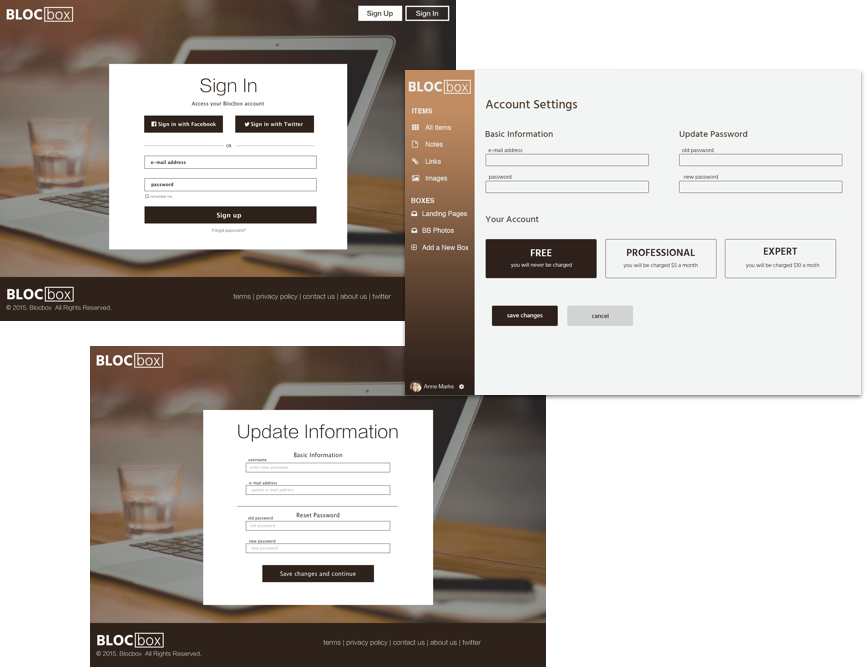 BLOCbox
Sign Up
Sign In
Sign In
Access your Blocbox account
Sign in with Facebook
Sign in with Twitter
OR
e-mail address
password
remember me
Sign up
Forgot password?
BLOCbox
terms | privacy policy | contact us | about us | twitter
© 2015. Blocbox All Rights Reserved.
BLOCbox
ITEMS
All Items
Notes
Links
Images
BOXES
Landing Pages
BB Photos
Add a New Box
Anne Marks
Account Settings
Basic Information
Update Password
e-mail address
old password
password
new password
Your Account
FREE
you will never be charged
PROFESSIONAL
you will be charged $5 a month
EXPERT
you will be charged $10 a moth
save changes
cancel
BLOCbox
Update Information
Basic Information
username
enter new username
e-mail address
update e-mail address
Reset Password
old password
old password
new password
new password
Save changes and continue
BLOCbox
terms | privacy policy | contact us | about us | twitter
© 2015. Blocbox All Rights Reserved.